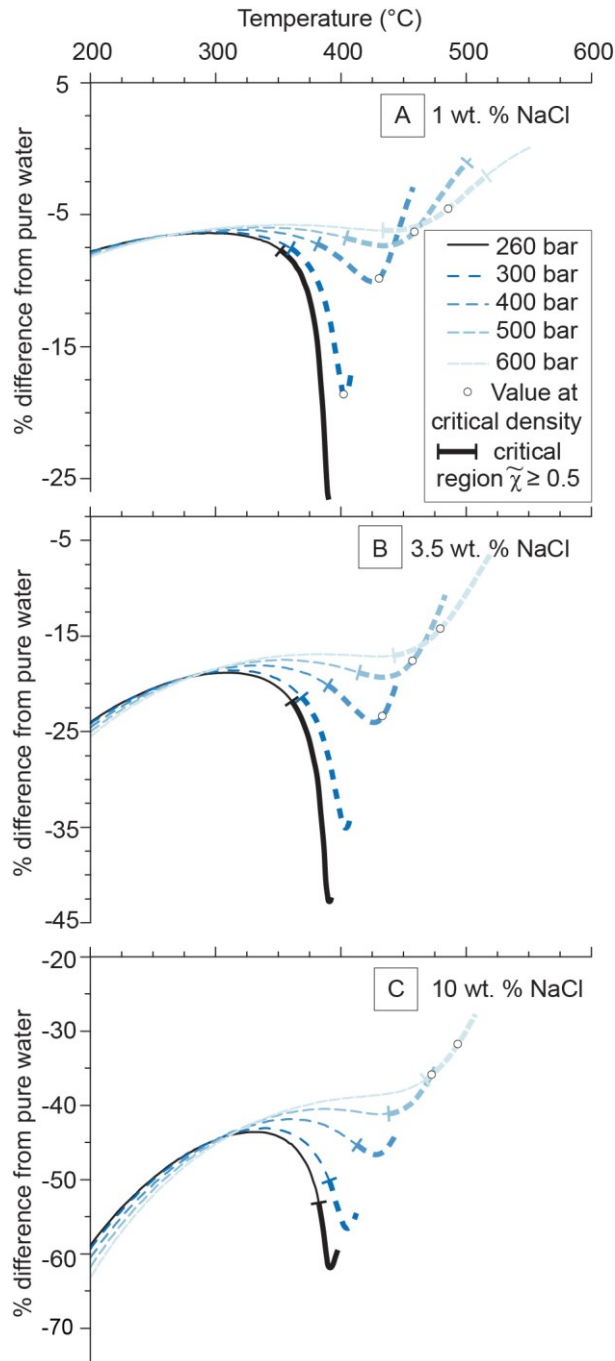 Temperature (°C)
200 300 400 500 600
5
-5
-15
-25
% difference from pure water
A 1 wt. % NaCl
260 bar
300 bar
400 bar
500 bar
600 bar
Value at
critical density
critical
region χ̃ ≥ 0.5
-5
-15
-25
-35
-45
% difference from pure water
B 3.5 wt. % NaCl
-20
-30
-40
-50
-60
-70
% difference from pure water
C 10 wt. % NaCl